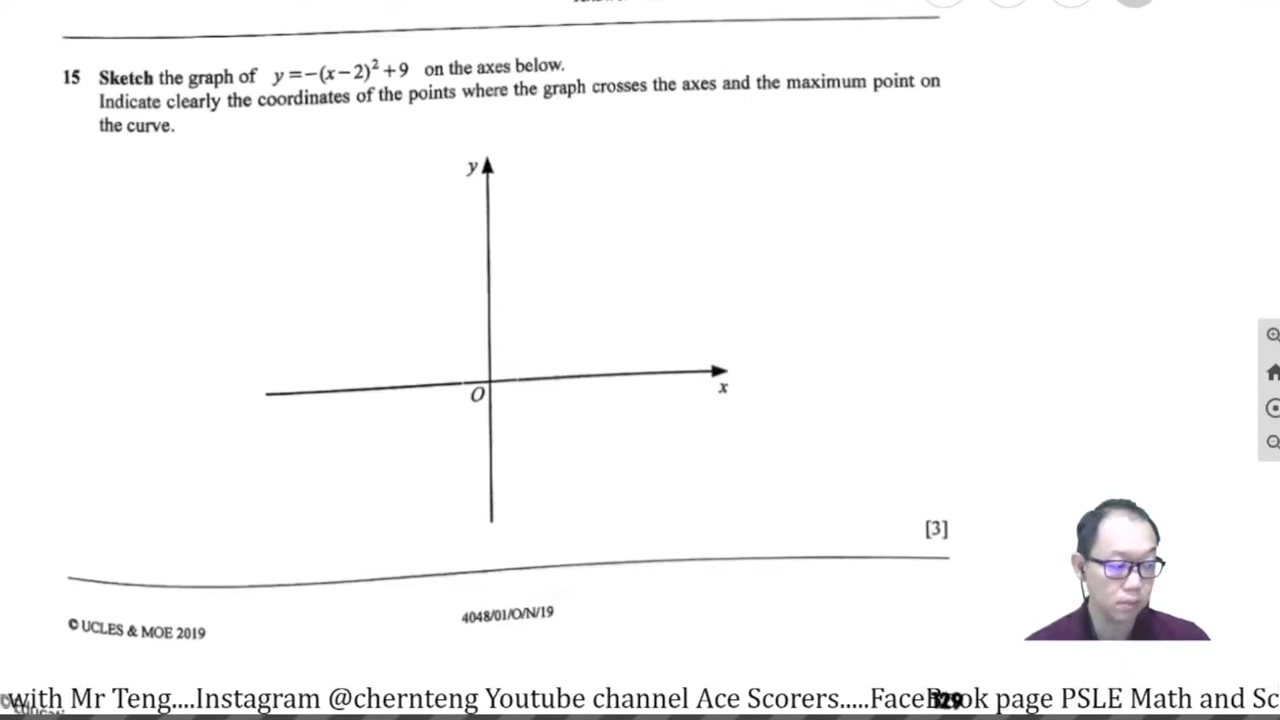 15 Sketch the graph of y = −(x − 2)² + 9 on the axes below.
Indicate clearly the coordinates of the points where the graph crosses the axes and the maximum point on
the curve.
y
O
x
[3]
© UCLES & MOE 2019
4048/01/O/N/19
with Mr Teng....Instagram @chernteng Youtube channel Ace Scorers.....FaceBook page PSLE Math and Sc